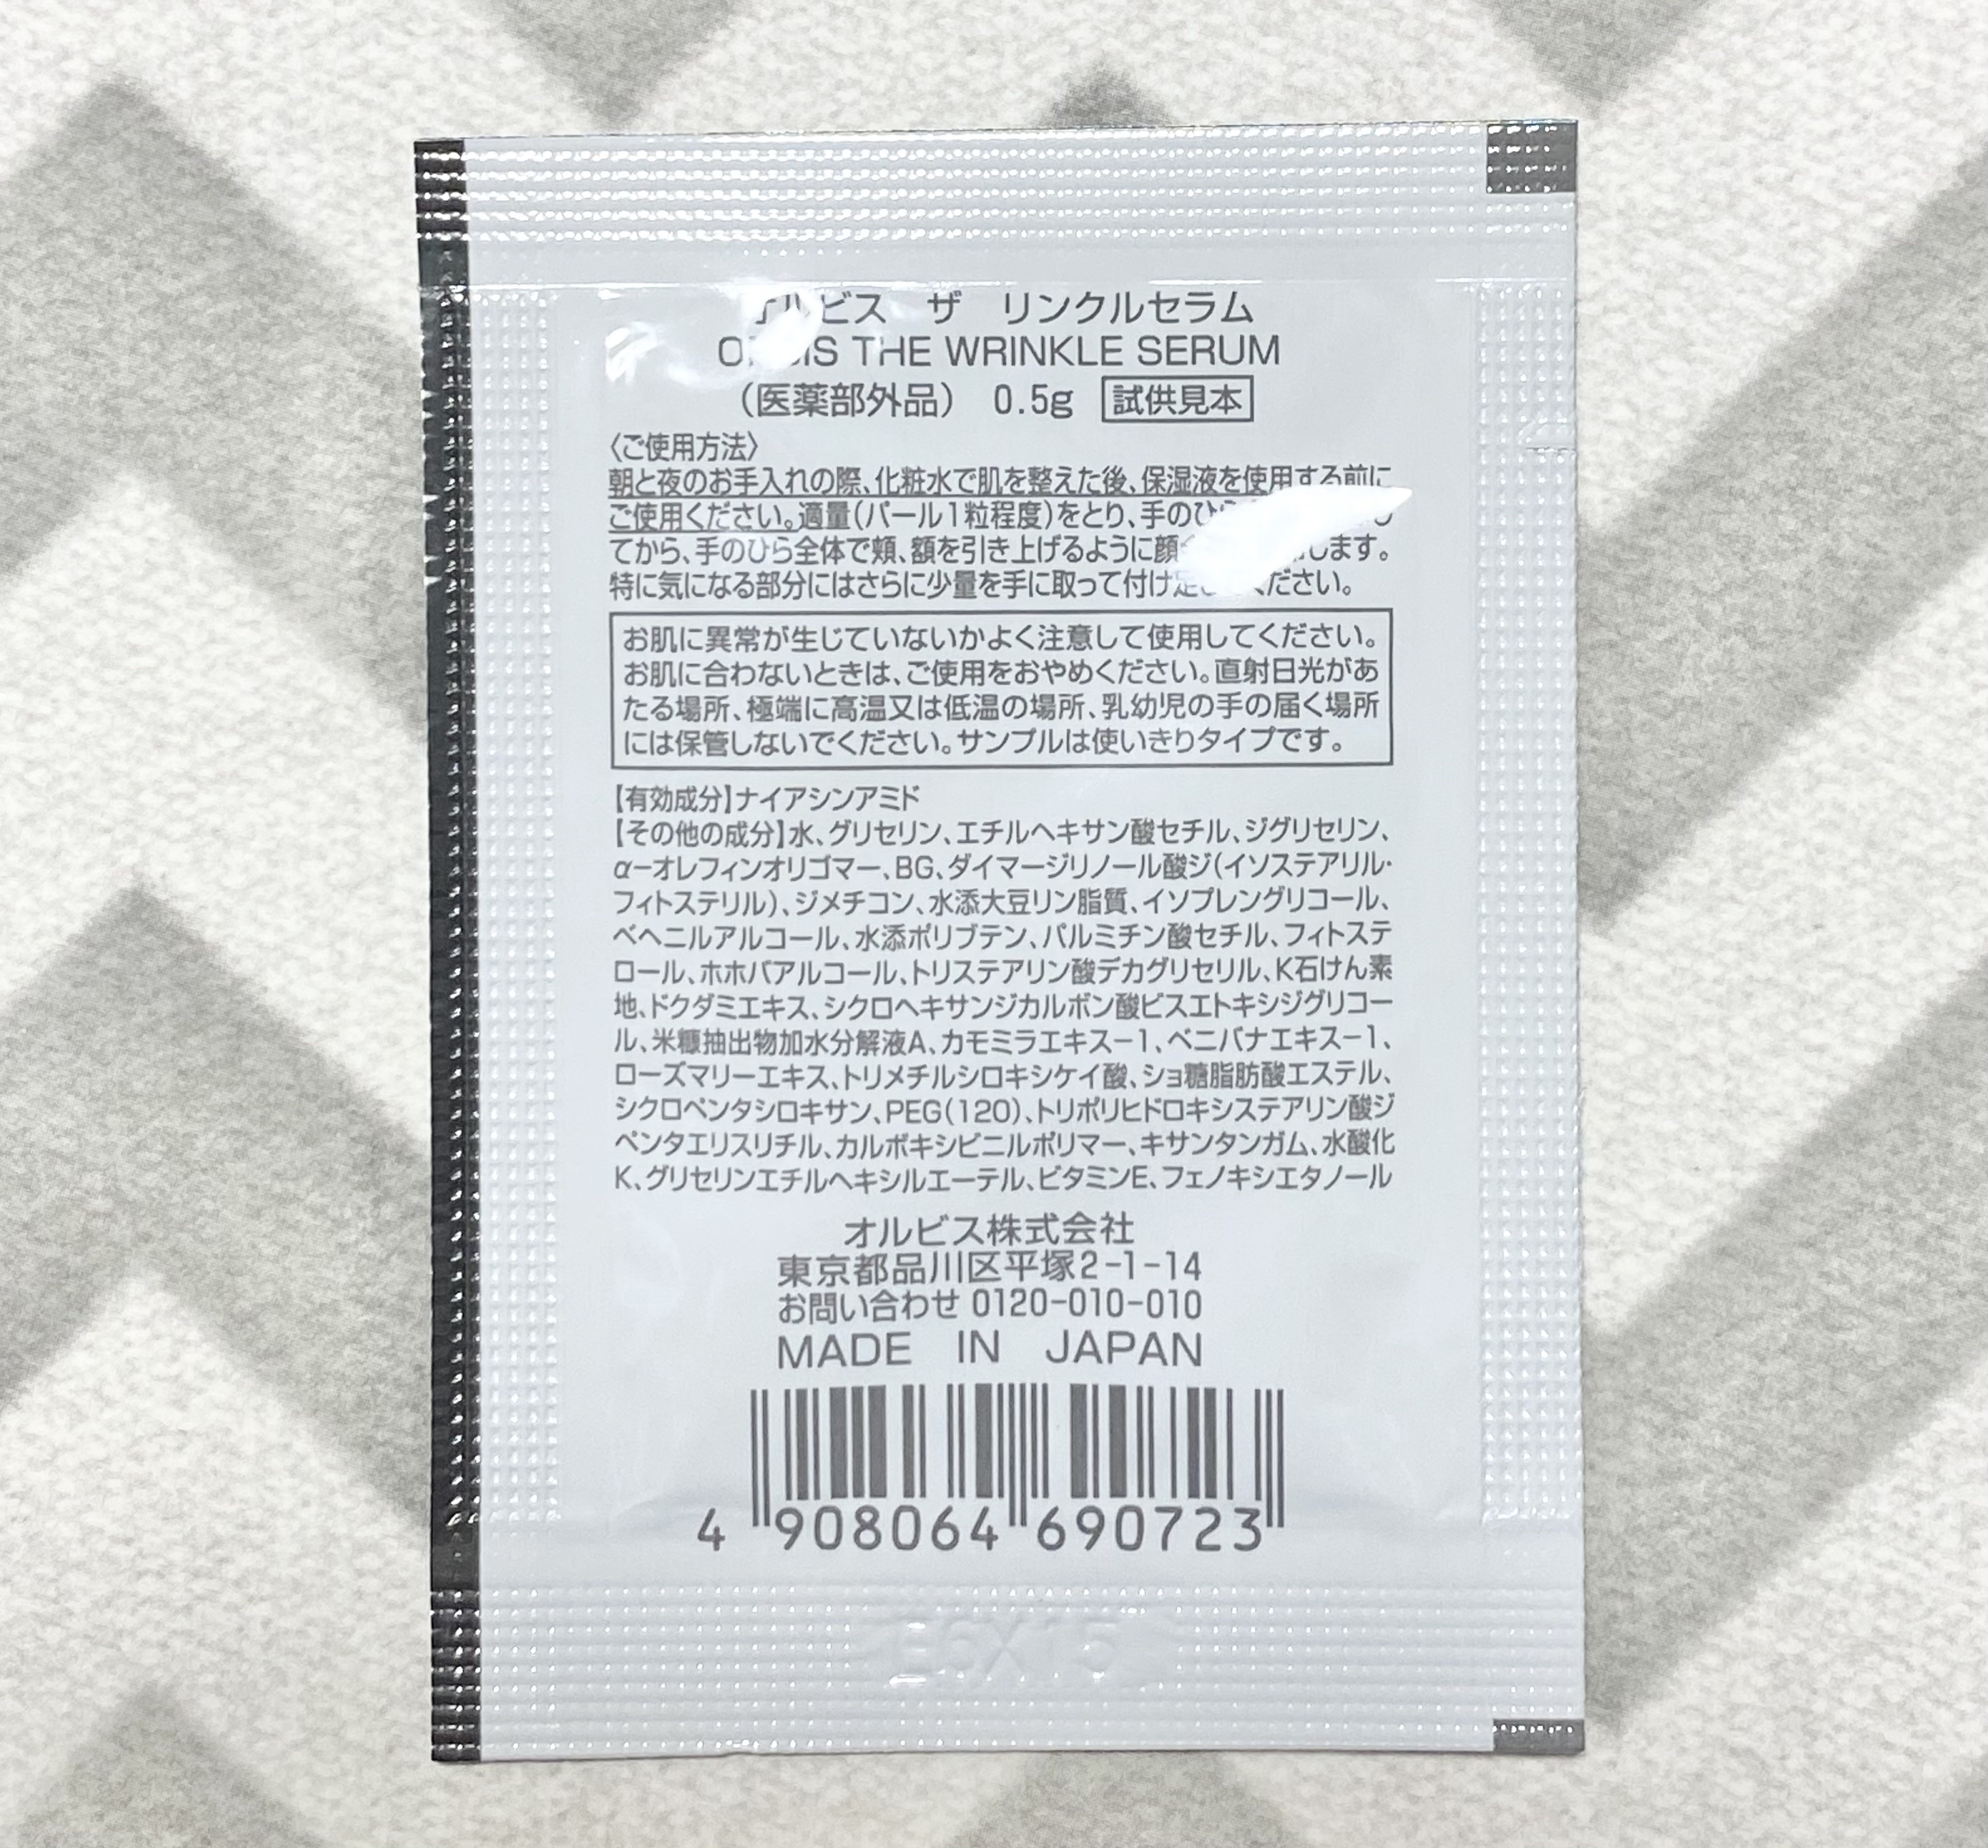 ビス ザ リンクルセラム
THE WRINKLE SERUM
(医薬部外品) 0.5g 試供見本
〈ご使用方法〉
朝と夜のお手入れの際、化粧水で肌を整えた後、保湿液を使用する前に
ご使用ください。適量(パール1粒程度)をとり、手のひら
てから、手のひら全体で頬、額を引き上げるように顔 します。
特に気になる部分にはさらに少量を手に取って付け足 ください。
お肌に異常が生じていないかよく注意して使用してください。
お肌に合わないときは、ご使用をおやめください。直射日光があ
たる場所、極端に高温又は低温の場所、乳幼児の手の届く場所
には保管しないでください。サンプルは使いきりタイプです。
【有効成分】ナイアシンアミド
【その他の成分】水、グリセリン、エチルヘキサン酸セチル、ジグリセリン、
α-オレフィンオリゴマー、BG、ダイマージリノール酸ジ(イソステアリル・
フィトステリル)、ジメチコン、水添大豆リン脂質、イソプレングリコール、
ベヘニルアルコール、水添ポリブテン、パルミチン酸セチル、フィトステ
ロール、ホホバアルコール、トリステアリン酸デカグリセリル、K石けん素
地、ドクダミエキス、シクロヘキサンジカルボン酸ビスエトキシジグリコー
ル、米糠抽出物加水分解液A、カモミラエキス-1、ベニバナエキス-1、
ローズマリーエキス、トリメチルシロキシケイ酸、ショ糖脂肪酸エステル、
シクロペンタシロキサン、PEG(120)、トリポリヒドロキシステアリン酸ジ
ペンタエリスリチル、カルボキシビニルポリマー、キサンタンガム、水酸化
K、グリセリンエチルヘキシルエーテル、ビタミンE、フェノキシエタノール
オルビス株式会社
東京都品川区平塚2-1-14
お問い合わせ 0120-010-010
MADE IN JAPAN
4 908064 690723